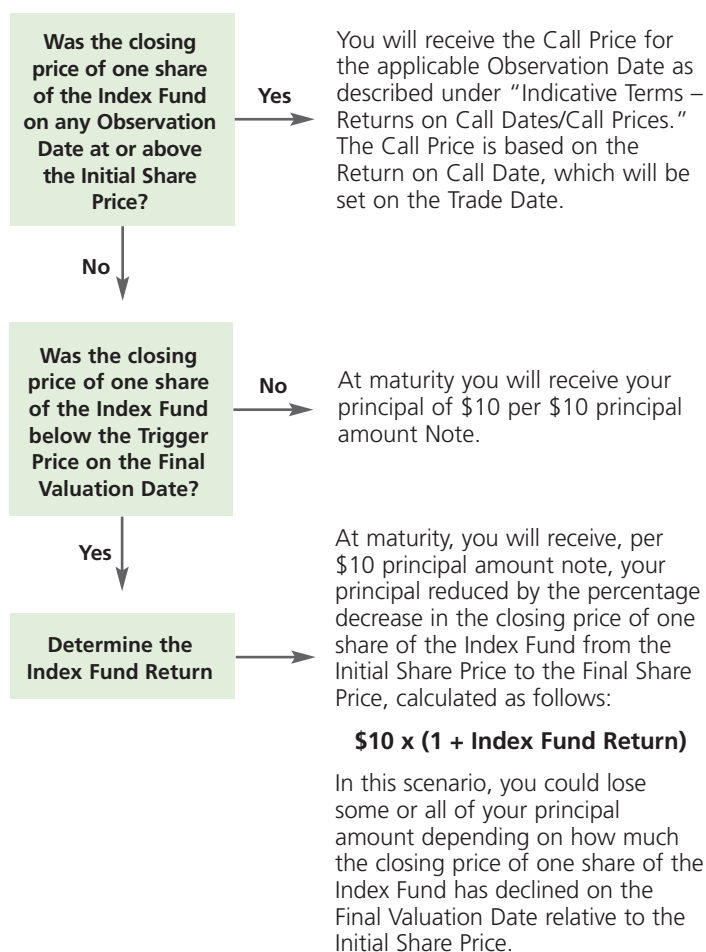 Was the closing
price of one share
of the Index Fund
on any Observation
Date at or above
the Initial Share
Price?
Yes
You will receive the Call Price for
the applicable Observation Date as
described under “Indicative Terms –
Returns on Call Dates/Call Prices.”
The Call Price is based on the
Return on Call Date, which will be
set on the Trade Date.
No
Was the closing
price of one share
of the Index Fund
below the Trigger
Price on the Final
Valuation Date?
No
At maturity you will receive your
principal of $10 per $10 principal
amount Note.
Yes
Determine the
Index Fund Return
At maturity, you will receive, per
$10 principal amount note, your
principal reduced by the percentage
decrease in the closing price of one
share of the Index Fund from the
Initial Share Price to the Final Share
Price, calculated as follows:
$10 x (1 + Index Fund Return)
In this scenario, you could lose
some or all of your principal
amount depending on how much
the closing price of one share of the
Index Fund has declined on the
Final Valuation Date relative to the
Initial Share Price.